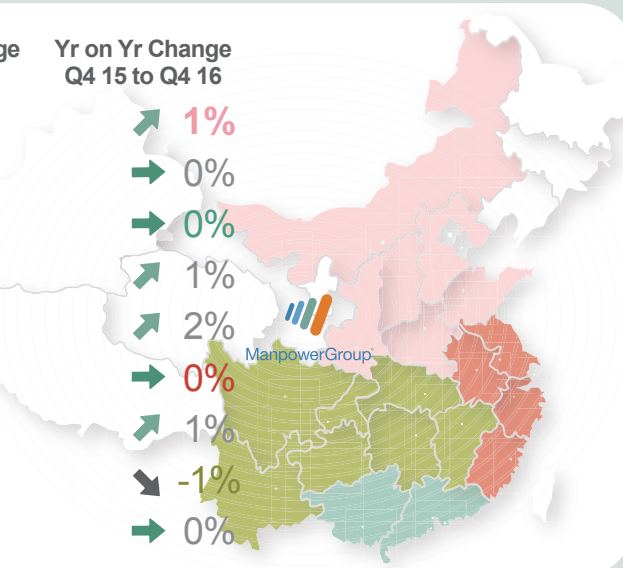 ge
Yr on Yr Change
Q4 15 to Q4 16
1%
0%
0%
1%
2%
ManpowerGroup
0%
1%
-1%
0%